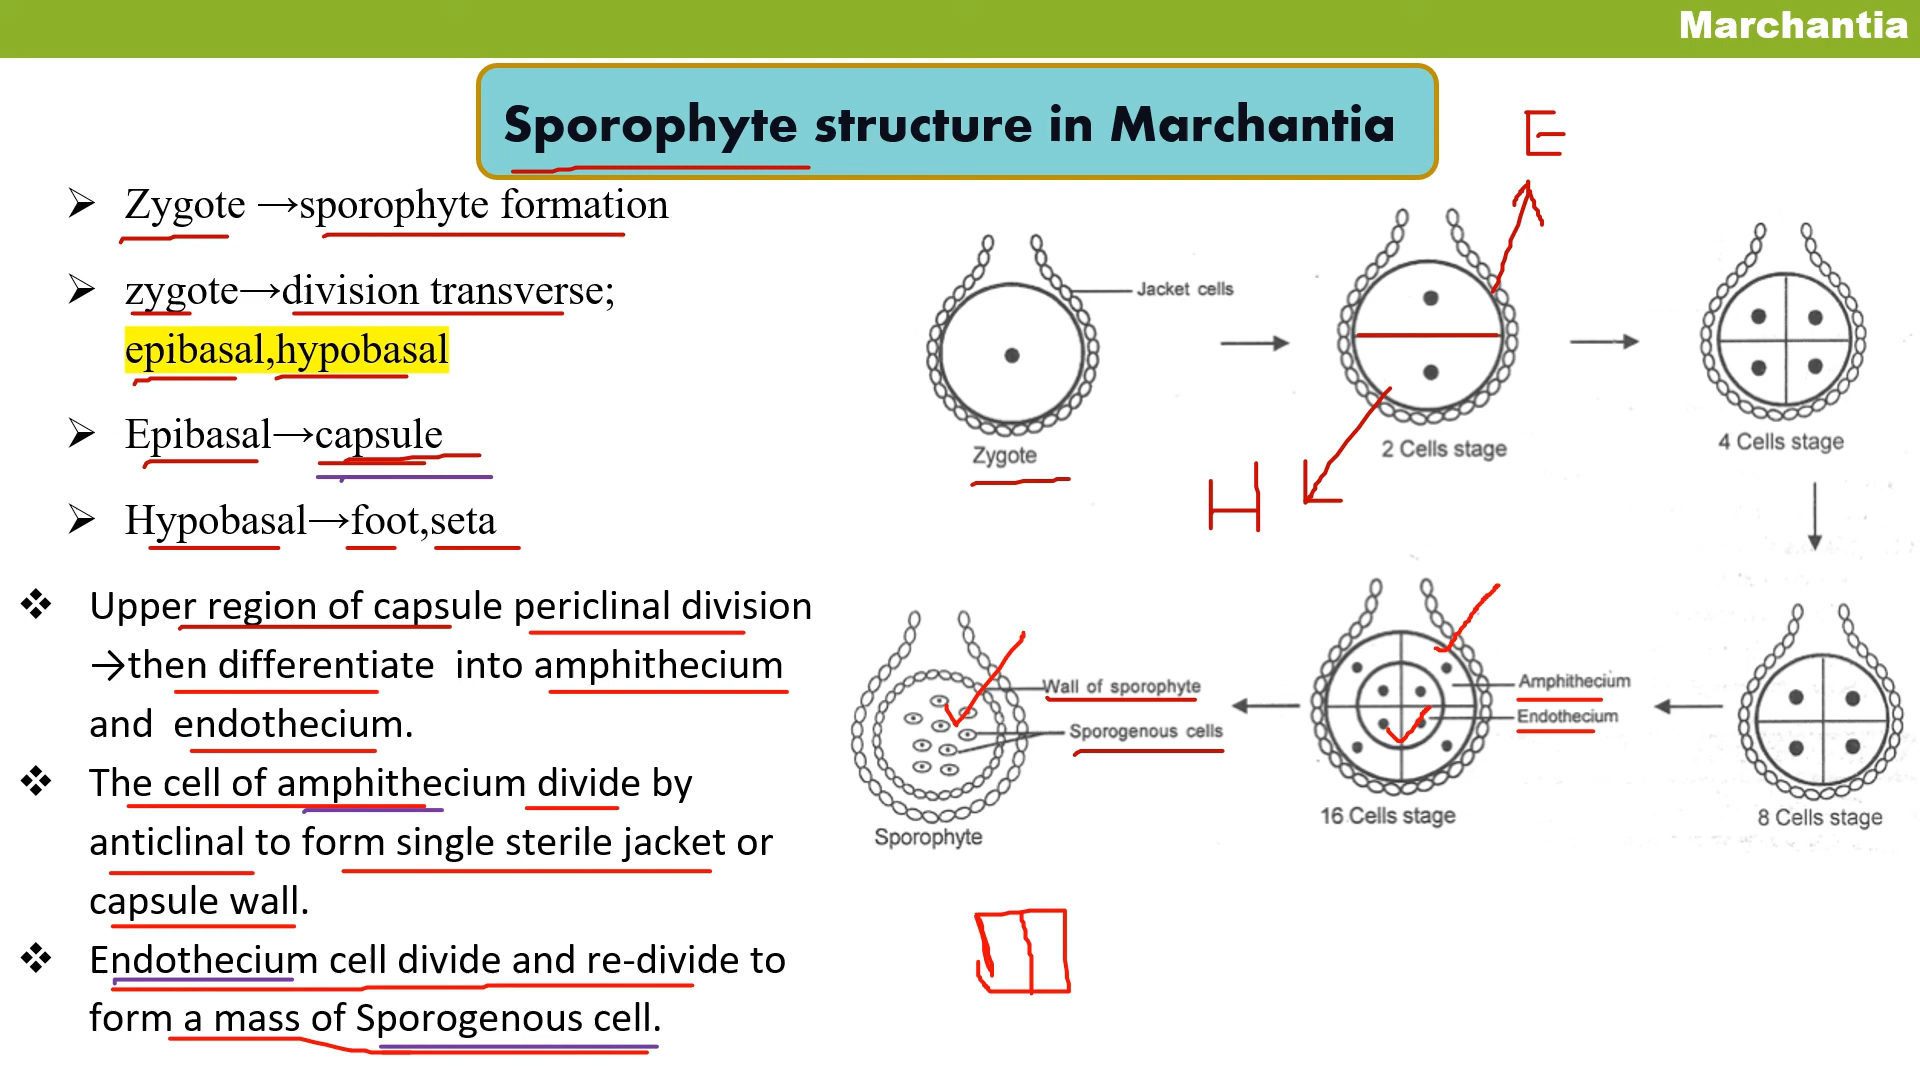 Marchantia
Sporophyte structure in Marchantia
➢ Zygote →sporophyte formation
➢ zygote→division transverse;
epibasal,hypobasal
➢ Epibasal→capsule
➢ Hypobasal→foot,seta
❖ Upper region of capsule periclinal division
→then differentiate into amphithecium
and endothecium.
❖ The cell of amphithecium divide by
anticlinal to form single sterile jacket or
capsule wall.
❖ Endothecium cell divide and re-divide to
form a mass of Sporogenous cell.
E
Jacket cells
Zygote
2 Cells stage
4 Cells stage
H
Wall of sporophyte
Sporogenous cells
Sporophyte
Amphithecium
Endothecium
16 Cells stage
8 Cells stage